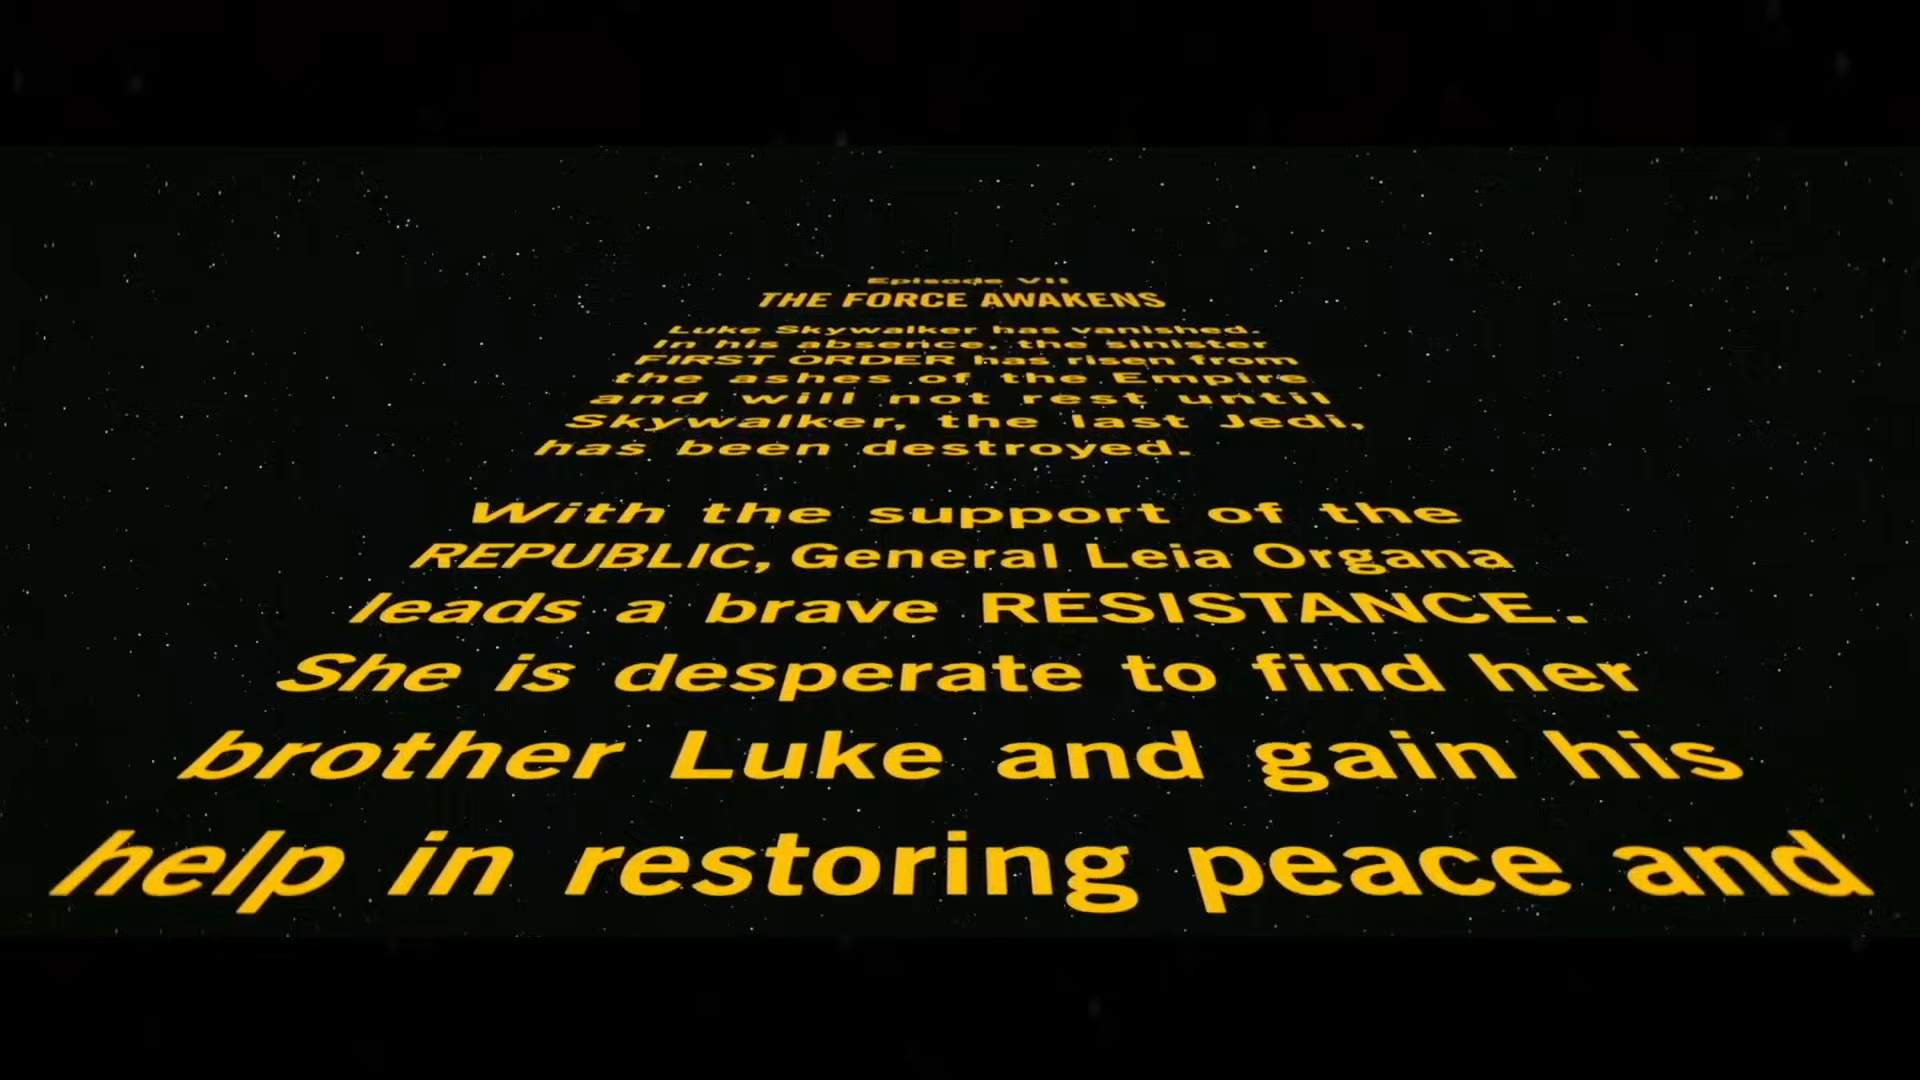 Episode VII
THE FORCE AWAKENS
Luke Skywalker has vanished.
In his absence, the sinister
FIRST ORDER has risen from
the ashes of the Empire
and will not rest until
Skywalker, the last Jedi,
has been destroyed.
With the support of the
REPUBLIC, General Leia Organa
leads a brave RESISTANCE.
She is desperate to find her
brother Luke and gain his
help in restoring peace and